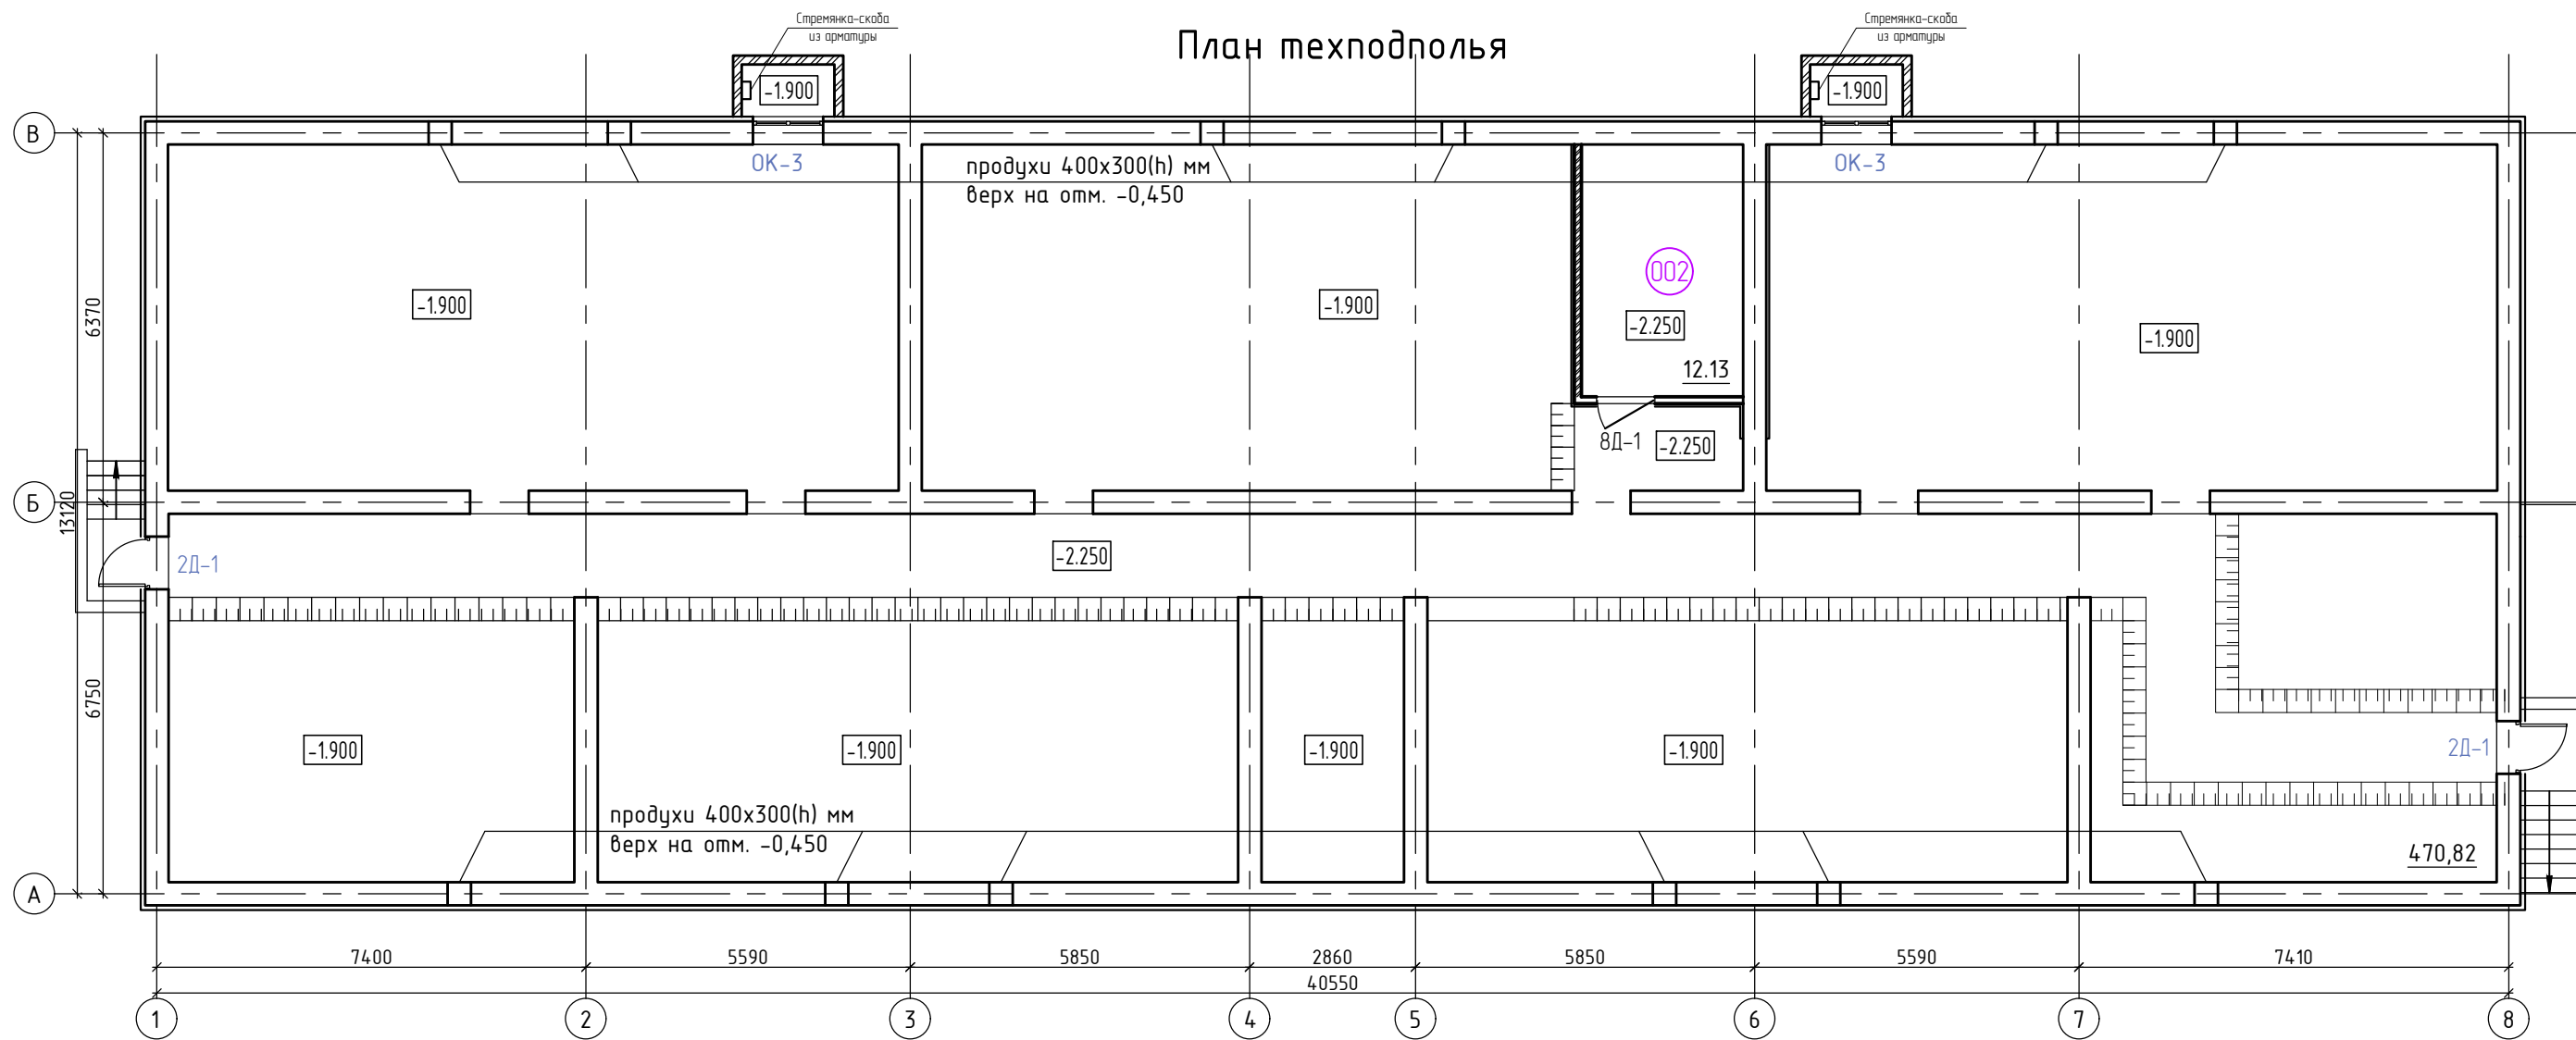 Стремянка-скоба
из арматуры
План техподполья
Стремянка-скоба
из арматуры
-1.900
-1.900
В
ОК-3
продухи 400х300(h) мм
верх на отм. -0,450
ОК-3
002
-1.900
-1.900
-2.250
-1.900
6370
12.13
8Д-1
-2.250
Б
13120
2Д-1
-2.250
6750
-1.900
-1.900
-1.900
-1.900
2Д-1
продухи 400х300(h) мм
верх на отм. -0,450
470,82
А
7400
5590
5850
2860
5850
5590
7410
40550
1
2
3
4
5
6
7
8